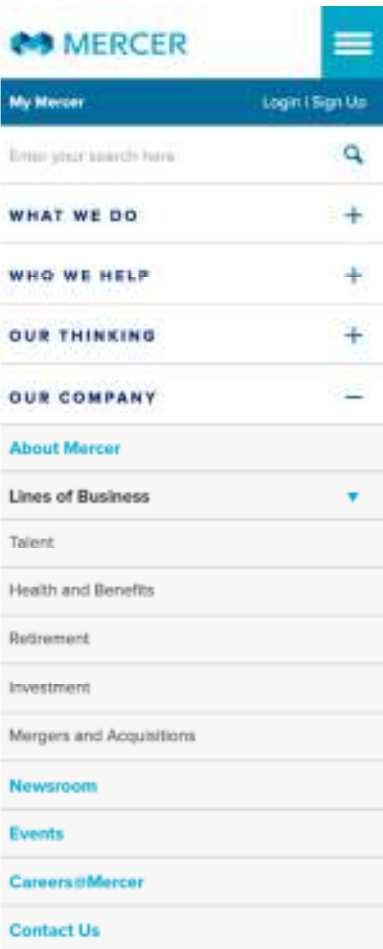 MERCER
My Mercer Login | Sign Up
Enter your search here
WHAT WE DO
WHO WE HELP
OUR THINKING
OUR COMPANY
About Mercer
Lines of Business
Talent
Health and Benefits
Retirement
Investment
Mergers and Acquisitions
Newsroom
Events
Careers@Mercer
Contact Us